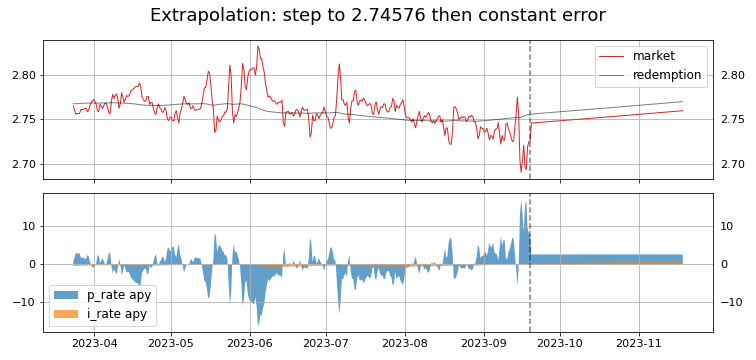 Extrapolation: step to 2.74576 then constant error
2.80 2.80
market
redemption
2.75 2.75
2.70 2.70
10 10
0 0
p_rate apy
i_rate apy
−10 −10
2023-04 2023-05 2023-06 2023-07 2023-08 2023-09 2023-10 2023-11